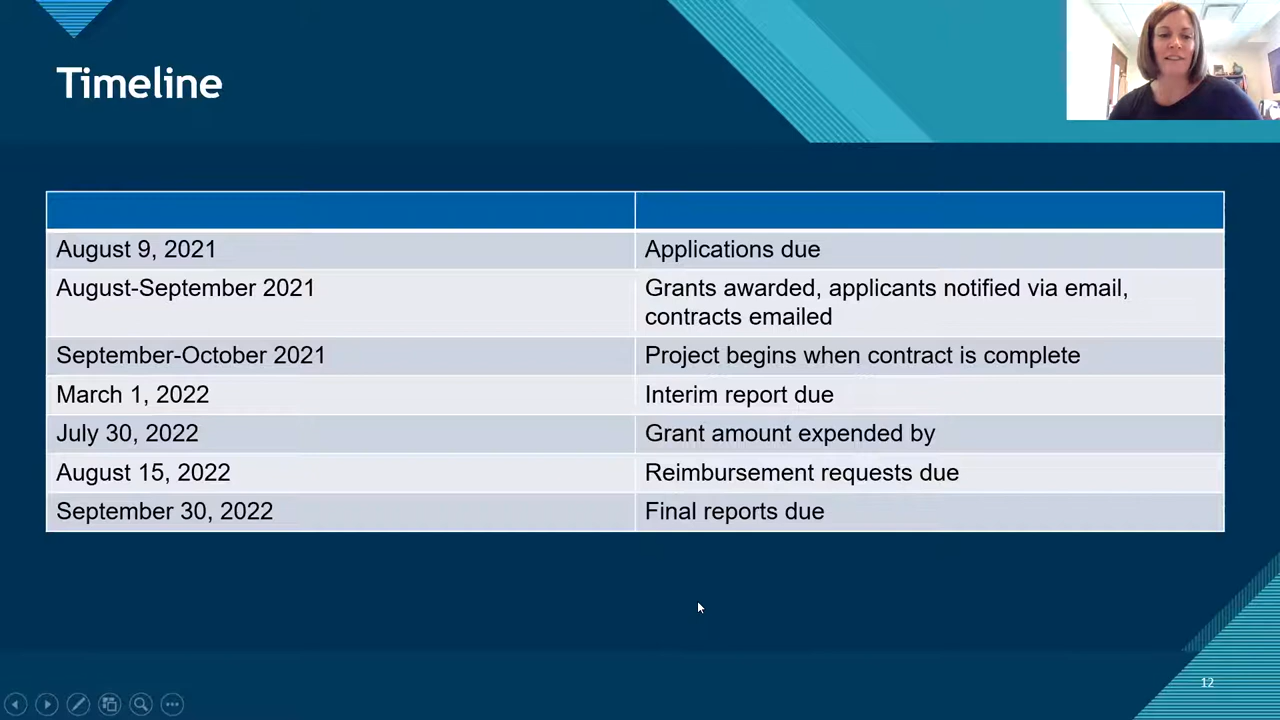 Timeline
August 9, 2021
Applications due
August-September 2021
Grants awarded, applicants notified via email,
contracts emailed
September-October 2021
Project begins when contract is complete
March 1, 2022
Interim report due
July 30, 2022
Grant amount expended by
August 15, 2022
Reimbursement requests due
September 30, 2022
Final reports due
12